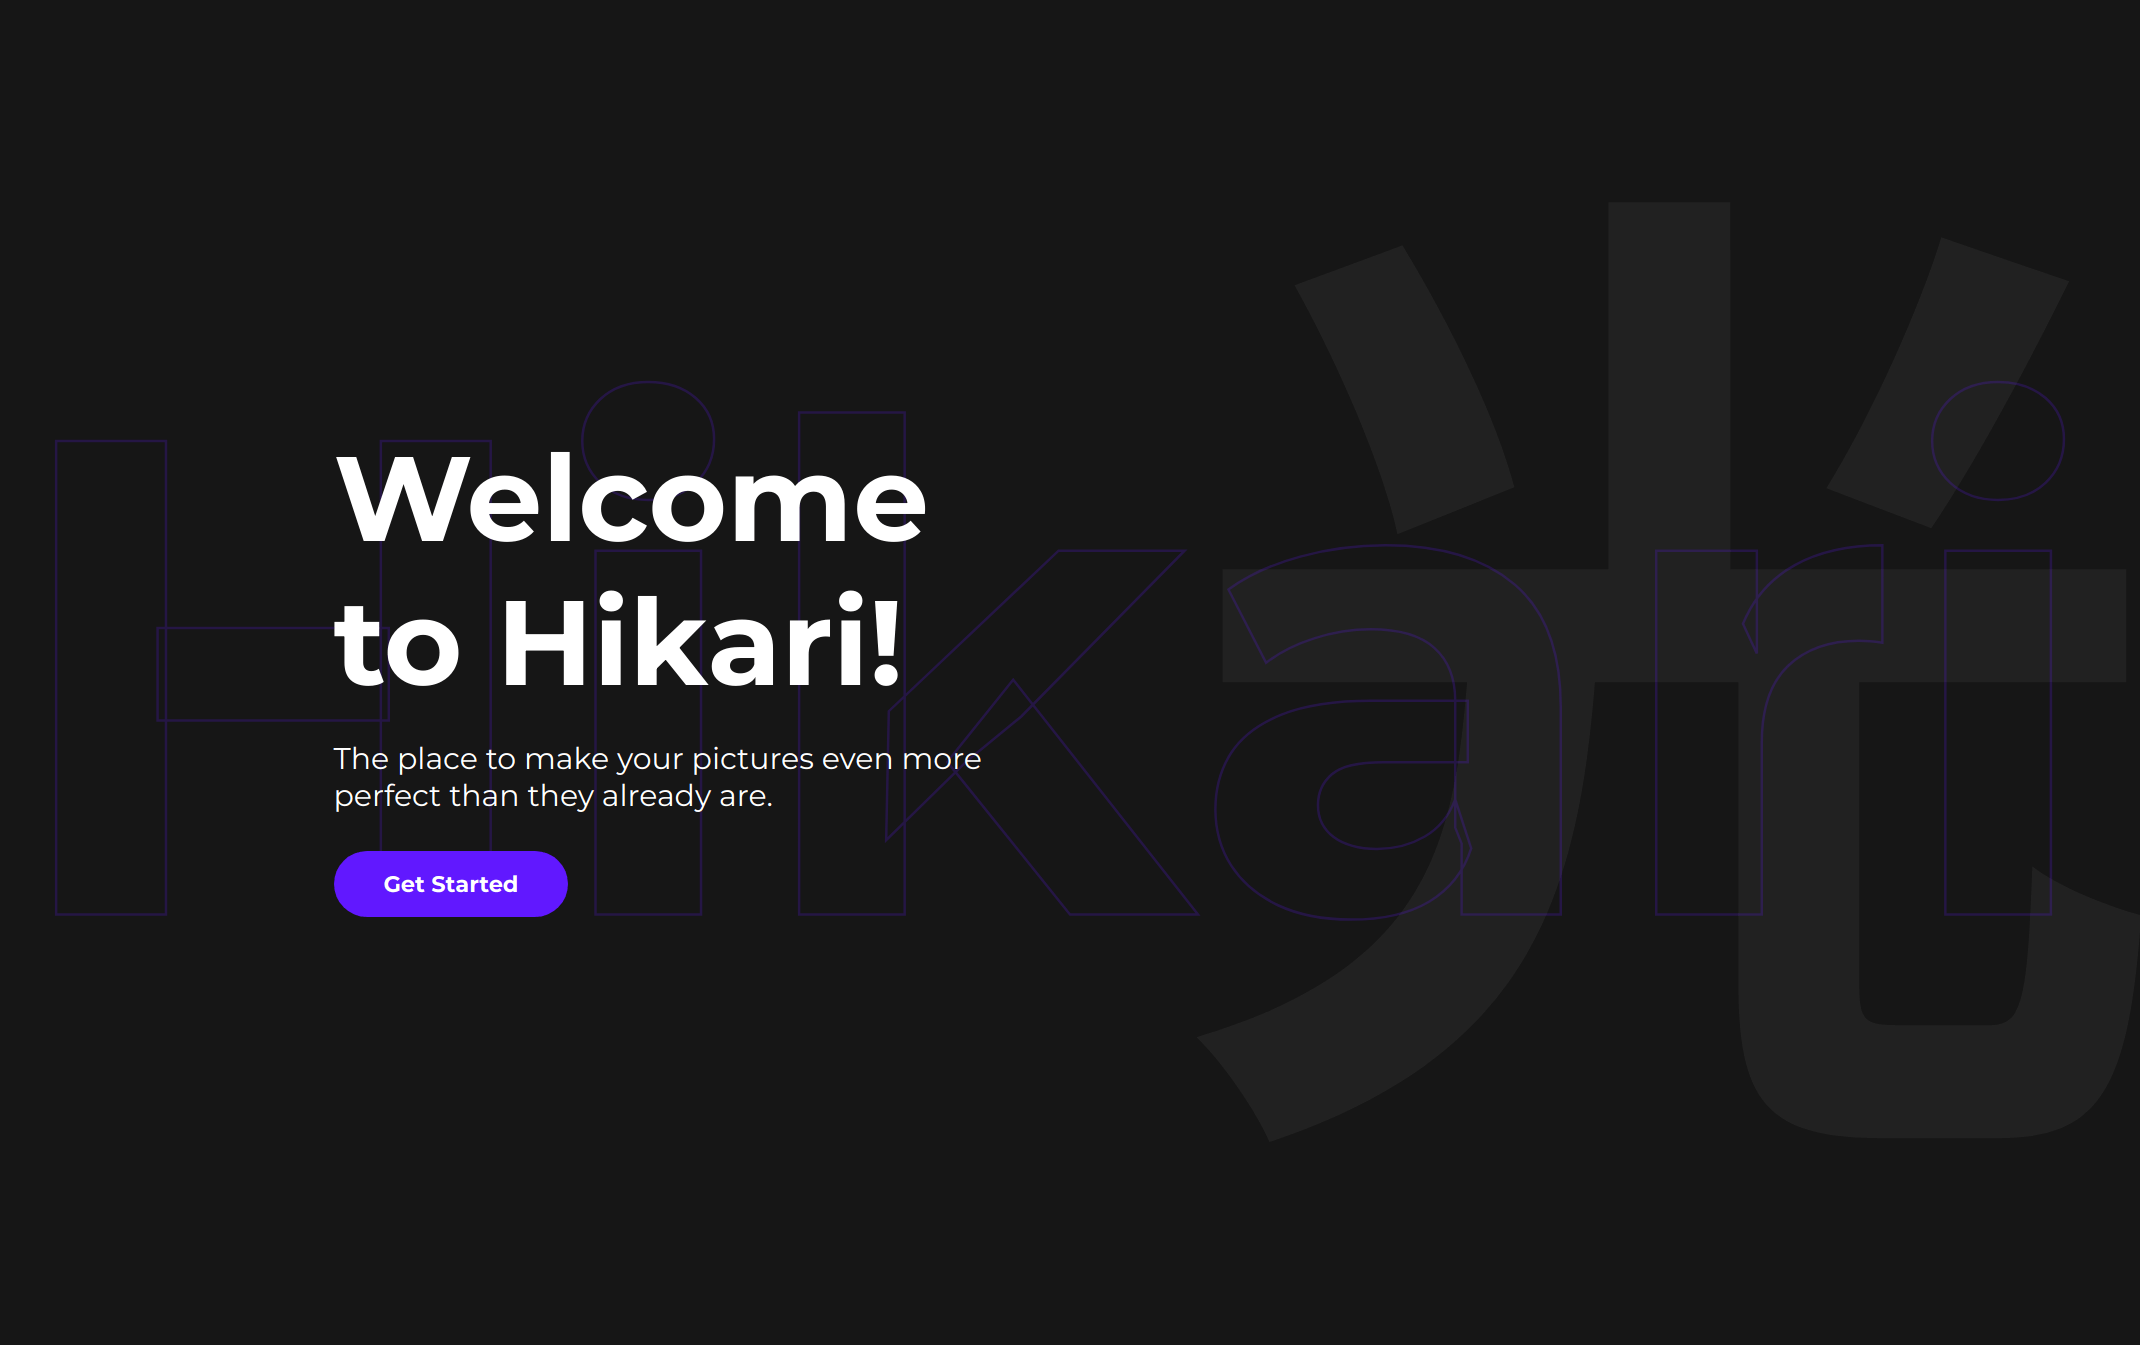 Hikari
光
Welcome
to Hikari!
The place to make your pictures even more
perfect than they already are.
Get Started